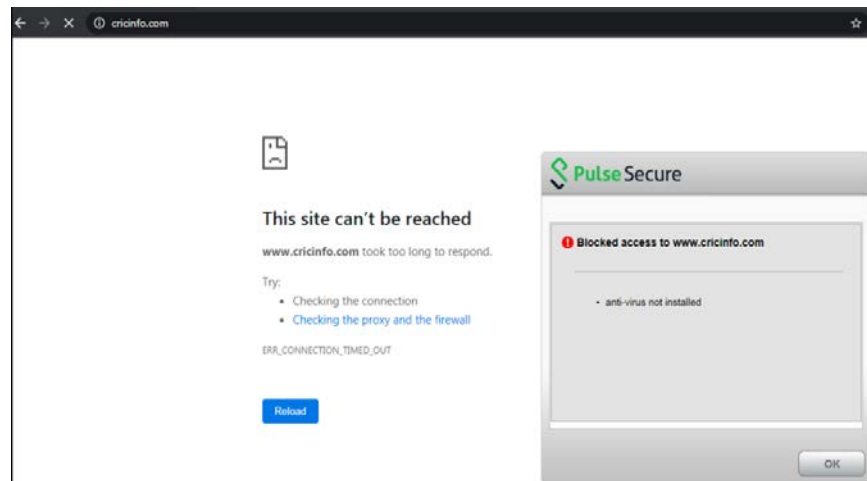 cricinfo.com
Pulse Secure
This site can't be reached
www.cricinfo.com took too long to respond.
Try:
• Checking the connection
• Checking the proxy and the firewall
ERR_CONNECTION_TIMED_OUT
Reload
Blocked access to www.cricinfo.com
• anti-virus not installed
OK